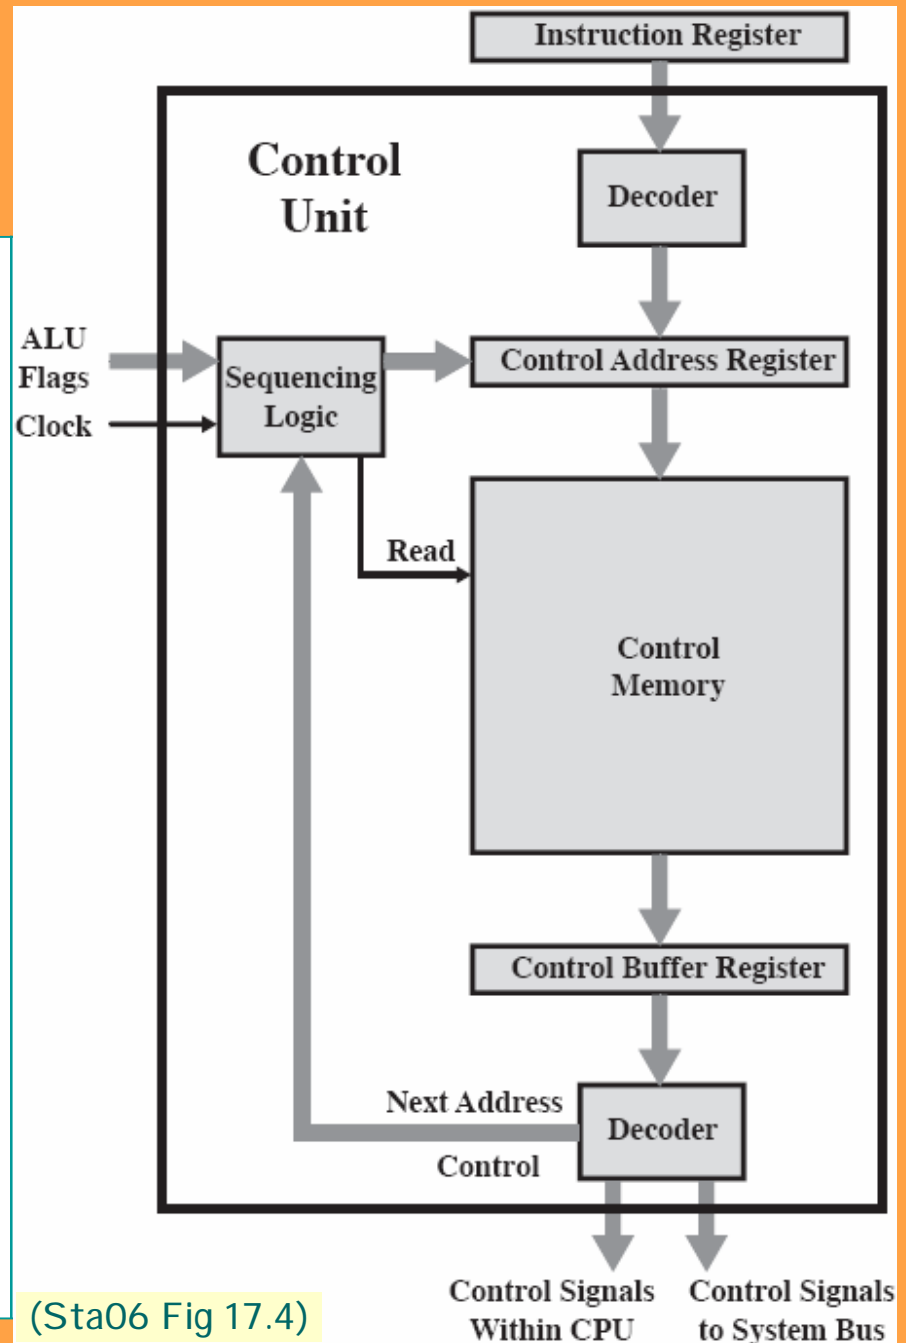 Instruction Register
Control
Unit
Decoder
ALU
Flags
Clock
Sequencing
Logic
Control Address Register
Read
Control
Memory
Control Buffer Register
Next Address
Control
Decoder
Control Signals
Within CPU
Control Signals
to System Bus
(Sta06 Fig 17.4)